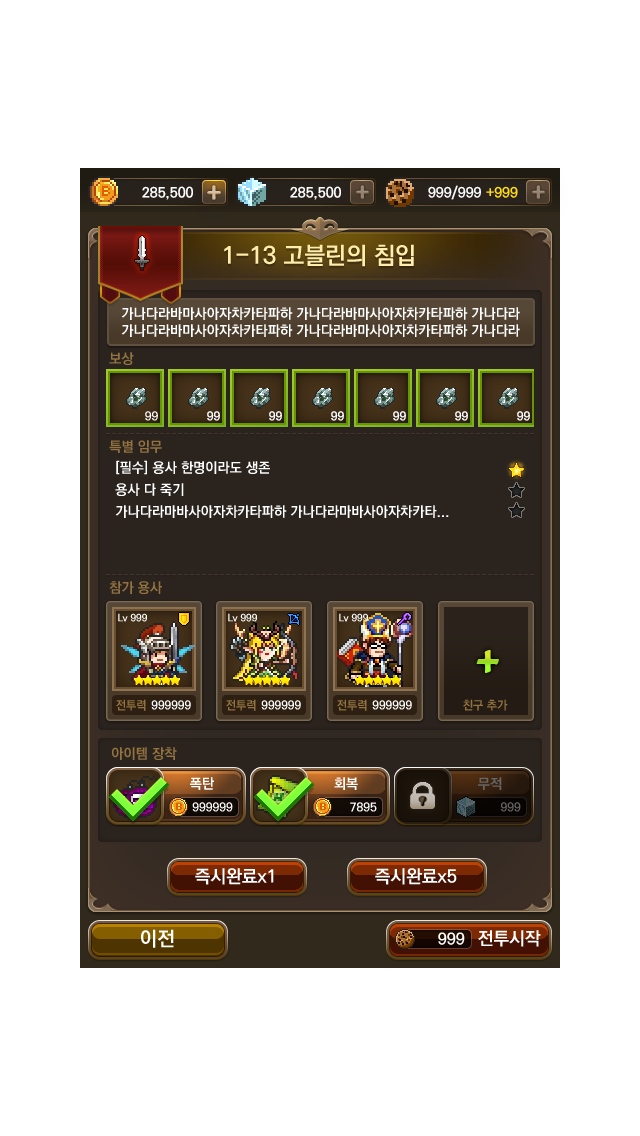 285,500 285,500 999/999 +999
1-13 고블린의 침입
가나다라바마사아자차카타파하 가나다라바마사아자차카타파하 가나다라
가나다라바마사아자차카타파하 가나다라바마사아자차카타파하 가나다라
보상
99 99 99 99 99 99 99
특별 임무
[필수] 용사 한명이라도 생존
용사 다 죽기
가나다라마바사아자차카타파하 가나다라마바사아자차카타...
참가 용사
Lv 999 Lv 999 Lv 999
전투력 999999 전투력 999999 전투력 999999 친구 추가
아이템 장착
폭탄 회복 무적
999999 7895 999
즉시완료x1 즉시완료x5
이전 999 전투시작